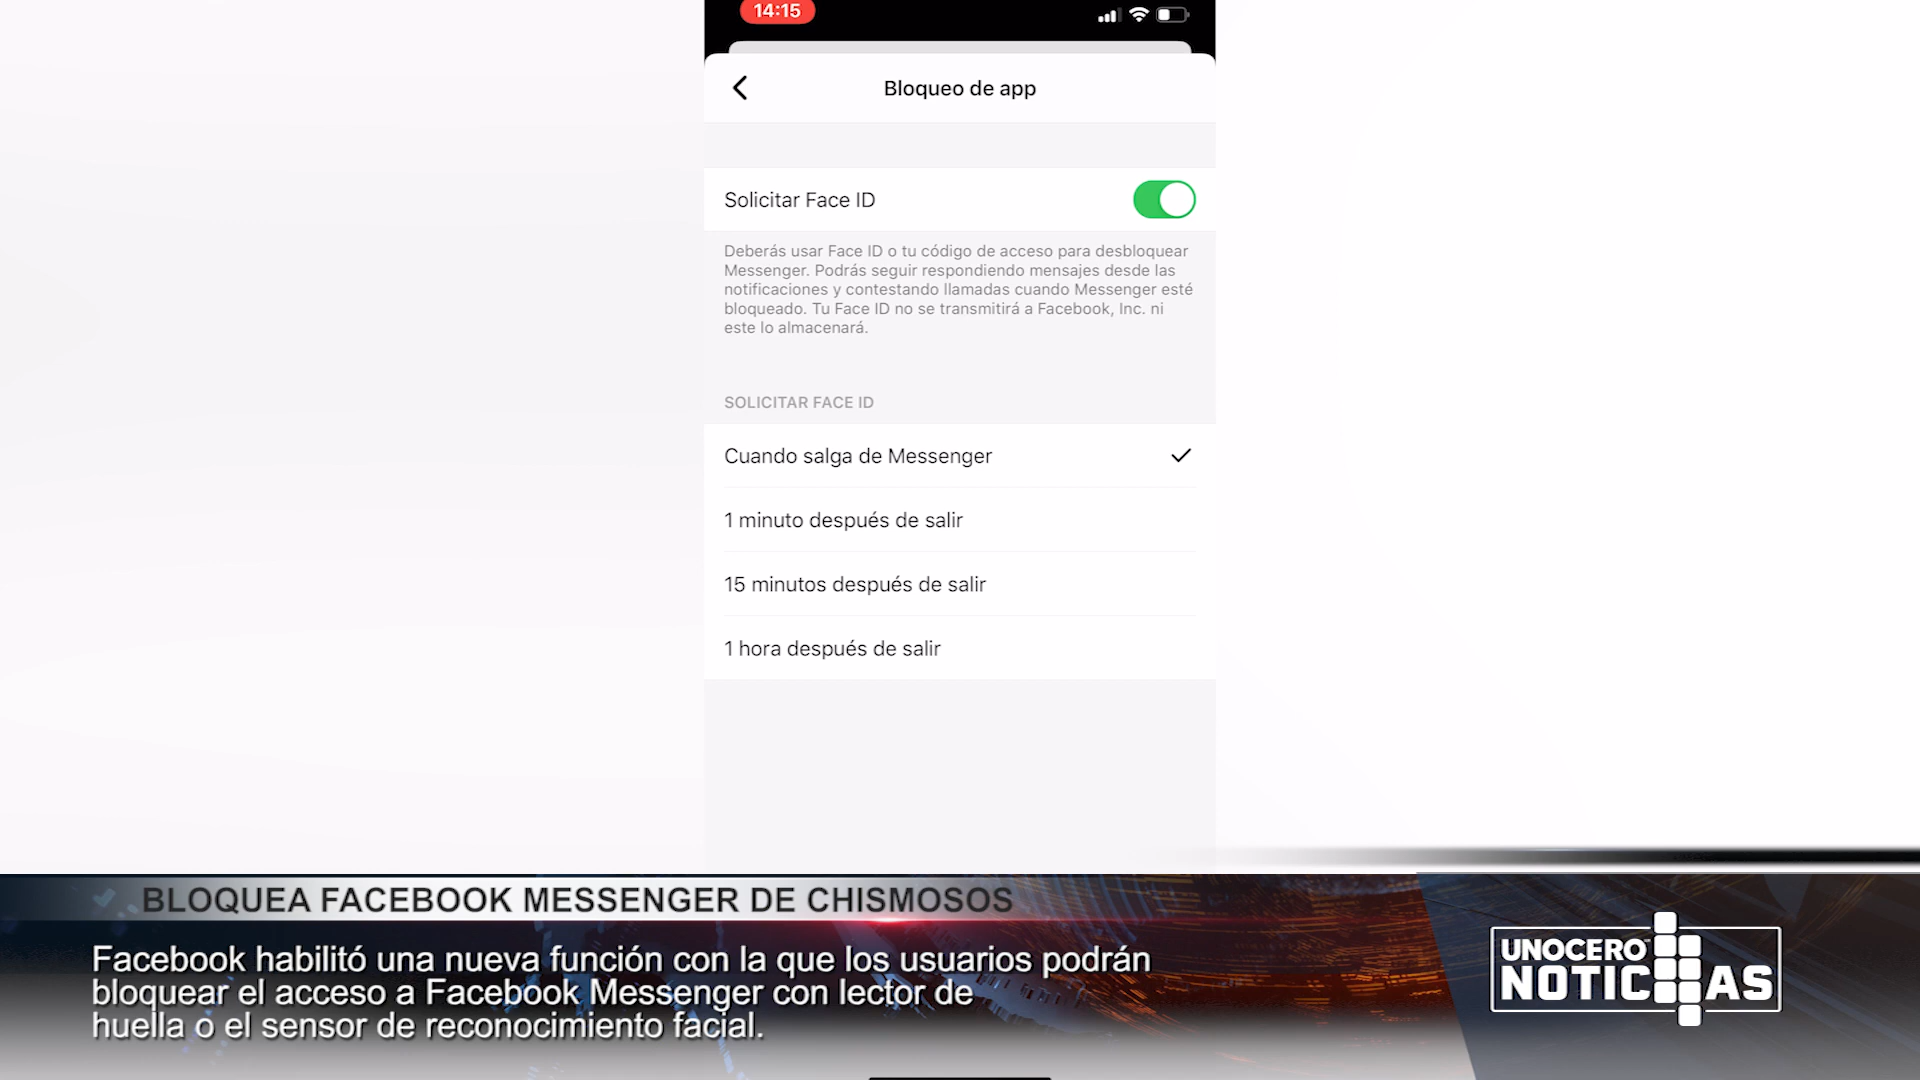 14:15
Bloqueo de app
Solicitar Face ID
Deberás usar Face ID o tu código de acceso para desbloquear
Messenger. Podrás seguir respondiendo mensajes desde las
notificaciones y contestando llamadas cuando Messenger esté
bloqueado. Tu Face ID no se transmitirá a Facebook, Inc. ni
este lo almacenará.
SOLICITAR FACE ID
Cuando salga de Messenger
1 minuto después de salir
15 minutos después de salir
1 hora después de salir
BLOQUEA FACEBOOK MESSENGER DE CHISMOSOS
Facebook habilitó una nueva función con la que los usuarios podrán
bloquear el acceso a Facebook Messenger con lector de
huella o el sensor de reconocimiento facial.
UNOCERO
NOTICIAS